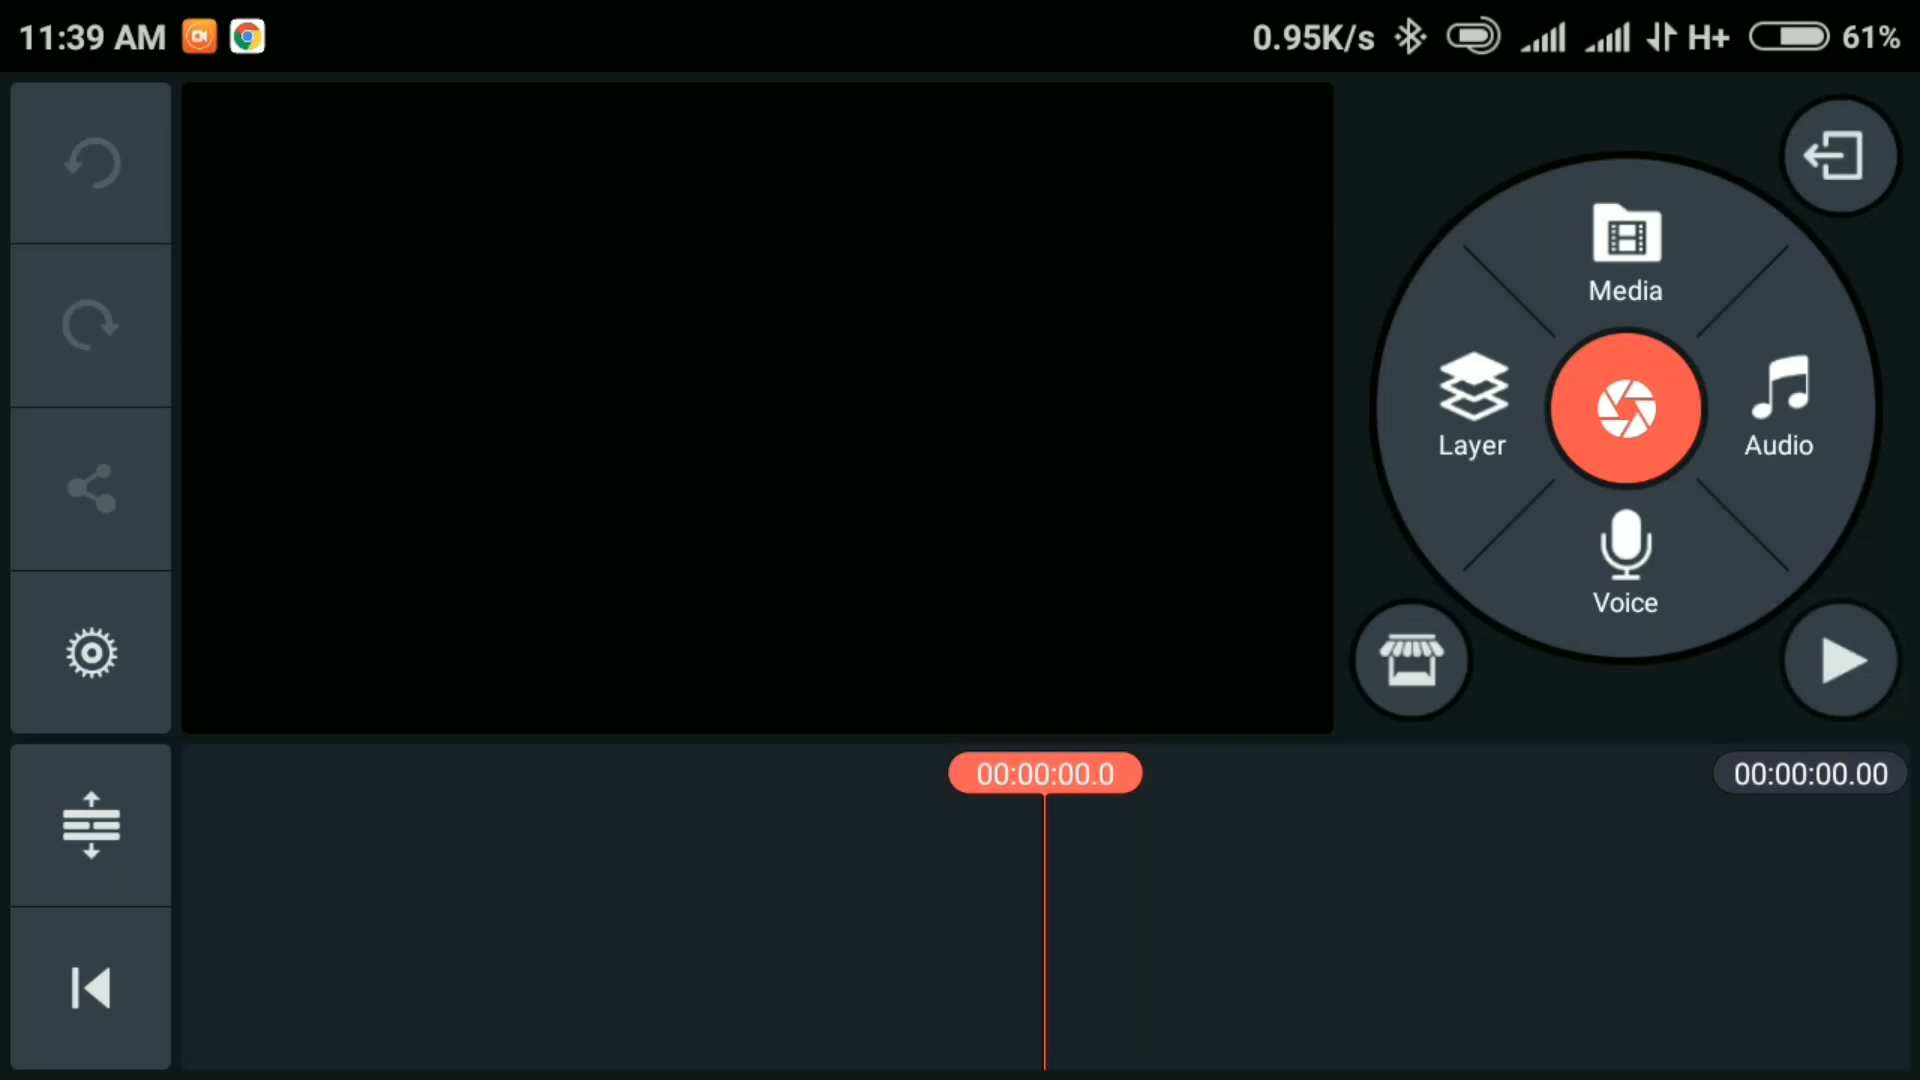 11:39 AM
0.95K/s H+ 61%
Media
Layer
Audio
Voice
00:00:00.0
00:00:00.00